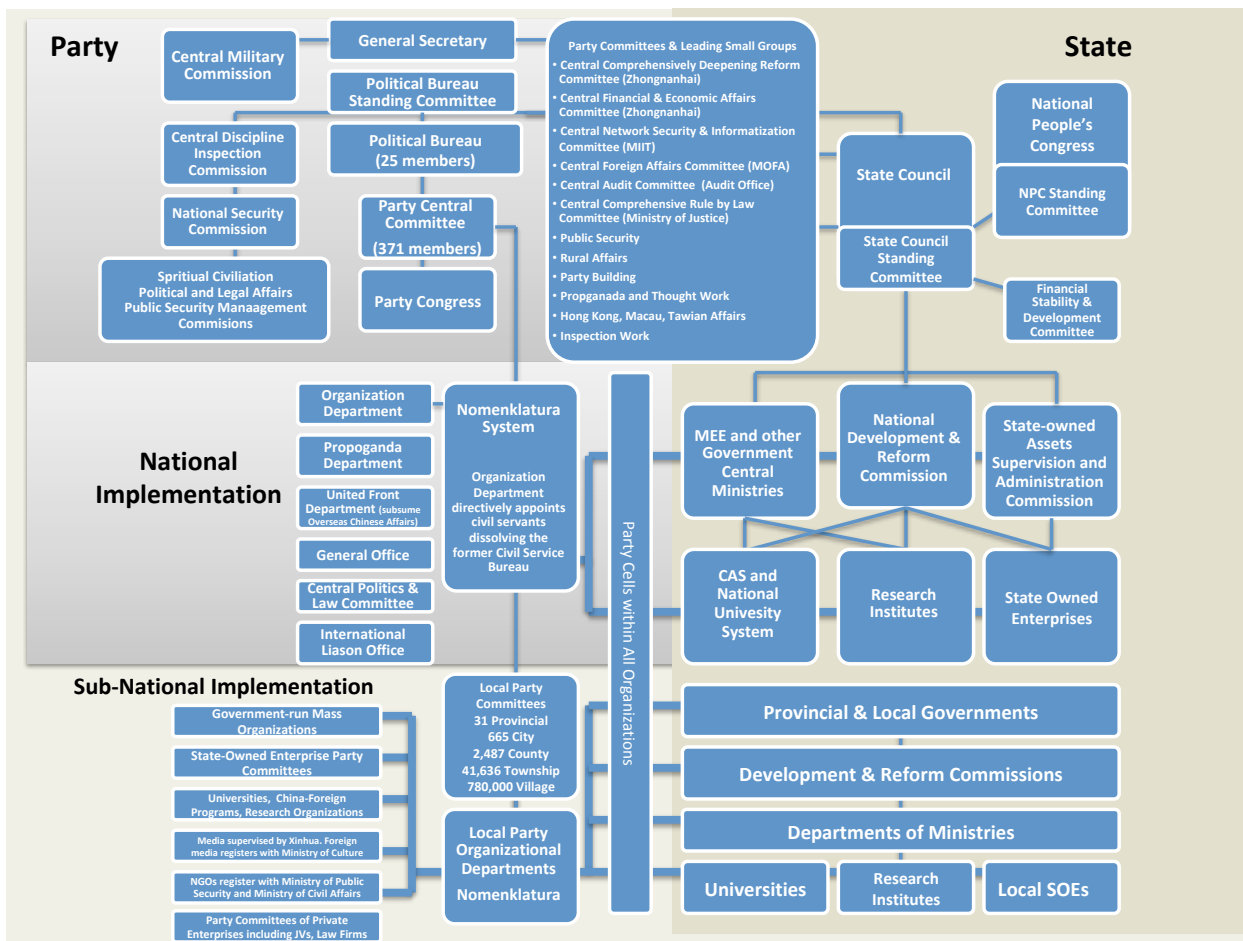 Party
State
General Secretary
Central Military
Commission
Political Bureau
Standing Committee
Central Discipline
Inspection
Commission
Political Bureau
(25 members)
National Security
Commission
Party Central
Committee
(371 members)
Spritiual Civiliation
Political and Legal Affairs
Public Security Manaagement
Commisions
Party Congress
Party Committees & Leading Small Groups
• Central Comprehensively Deepening Reform
Committee (Zhongnanhai)
• Central Financial & Economic Affairs
Committee (Zhongnanhai)
• Central Network Security & Informatization
Committee (MIIT)
• Central Foreign Affairs Committee (MOFA)
• Central Audit Committee (Audit Office)
• Central Comprehensive Rule by Law
Committee (Ministry of Justice)
• Public Security
• Rural Affairs
• Party Building
• Propganada and Thought Work
• Hong Kong, Macau, Tawian Affairs
• Inspection Work
State Council
State Council
Standing
Committee
National
People's
Congress
NPC Standing
Committee
Financial
Stability &
Development
Committee
National
Implementation
Organization
Department
Propoganda
Department
United Front
Department (subsume
Overseas Chinese Affairs)
General Office
Central Politics &
Law Committee
International
Liason Office
Nomenklatura
System
Organization
Department
directively appoints
civil servants
dissolving the
former Civil Service
Bureau
Party Cells within All Organizations
MEE and other
Government
Central
Ministries
National
Development &
Reform
Commission
State-owned
Assets
Supervision and
Administration
Commission
CAS and
National
Univesity
System
Research
Institutes
State Owned
Enterprises
Sub-National Implementation
Government-run Mass
Organizations
State-Owned Enterprise Party
Committees
Universities, China-Foreign
Programs, Research Organizations
Media supervised by Xinhua. Foreign
media registers with Ministry of Culture
NGOs register with Ministry of Public
Security and Ministry of Civil Affairs
Party Committees of Private
Enterprises including JVs, Law Firms
Local Party
Committees
31 Provincial
665 City
2,487 County
41,636 Township
780,000 Village
Local Party
Organizational
Departments
Nomenklatura
Provincial & Local Governments
Development & Reform Commissions
Departments of Ministries
Universities
Research
Institutes
Local SOEs